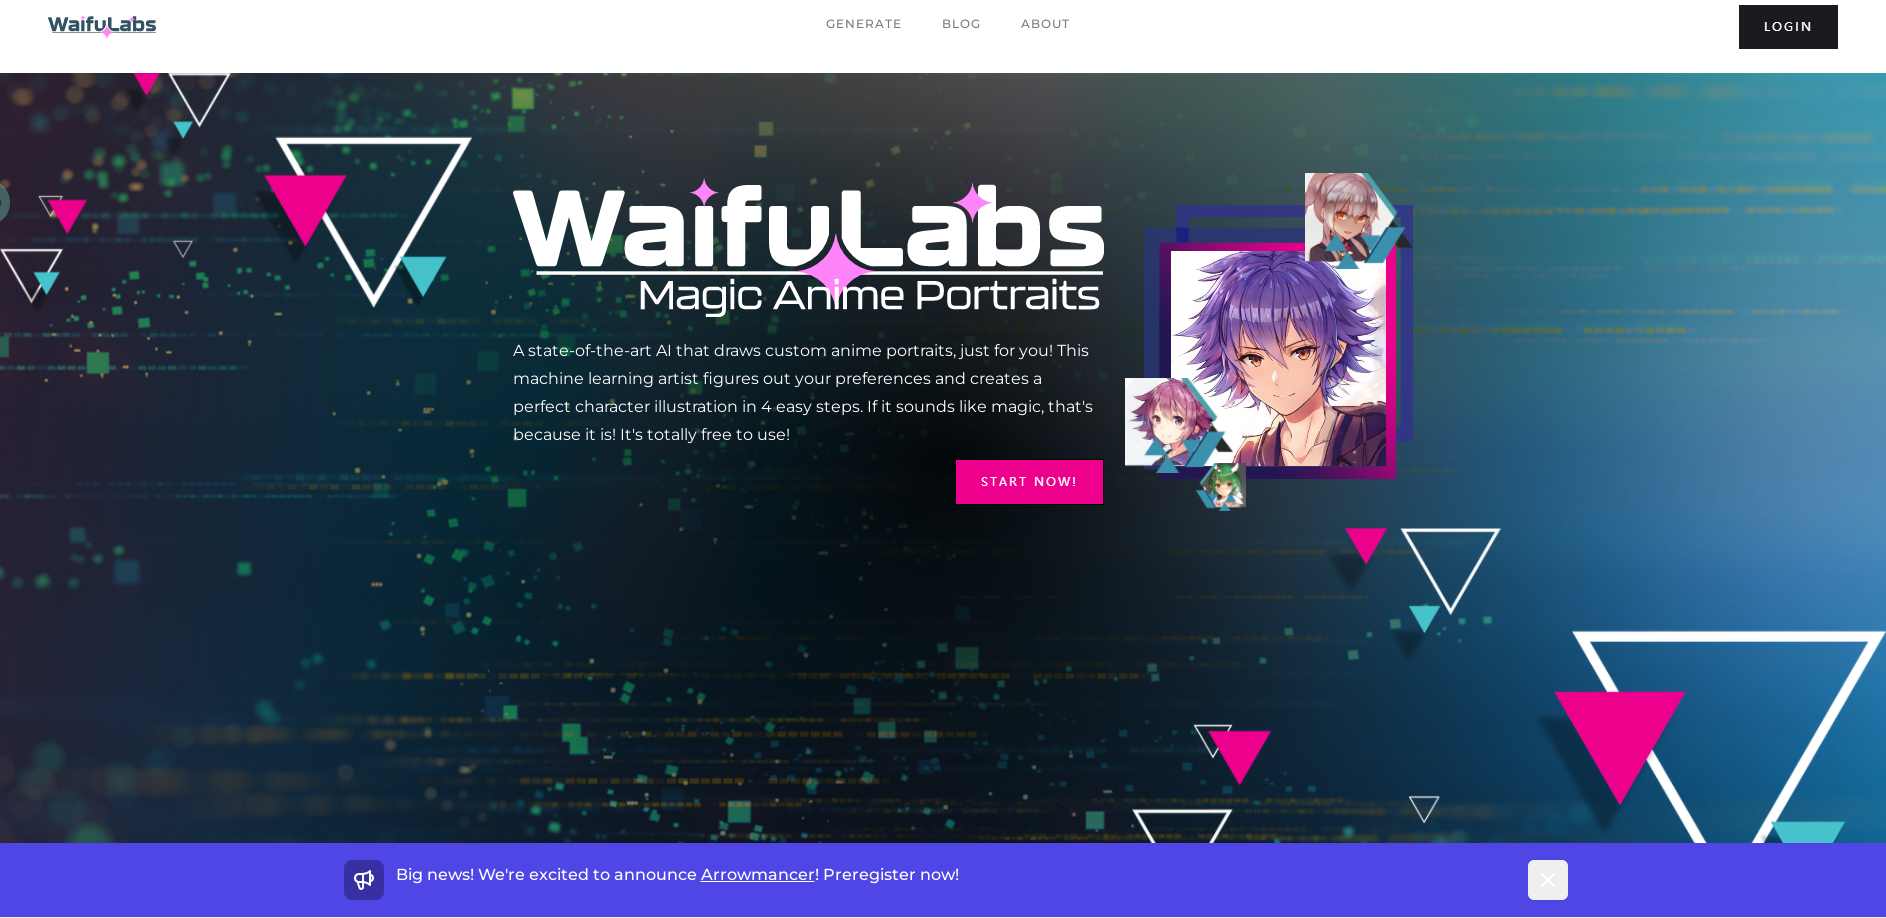 WaifuLabs
GENERATE
BLOG
ABOUT
LOGIN
WaifuLabs
Magic Anime Portraits
A state-of-the-art AI that draws custom anime portraits, just for you! This
machine learning artist figures out your preferences and creates a
perfect character illustration in 4 easy steps. If it sounds like magic, that's
because it is! It's totally free to use!
START NOW!
Big news! We're excited to announce Arrowmancer! Preregister now!